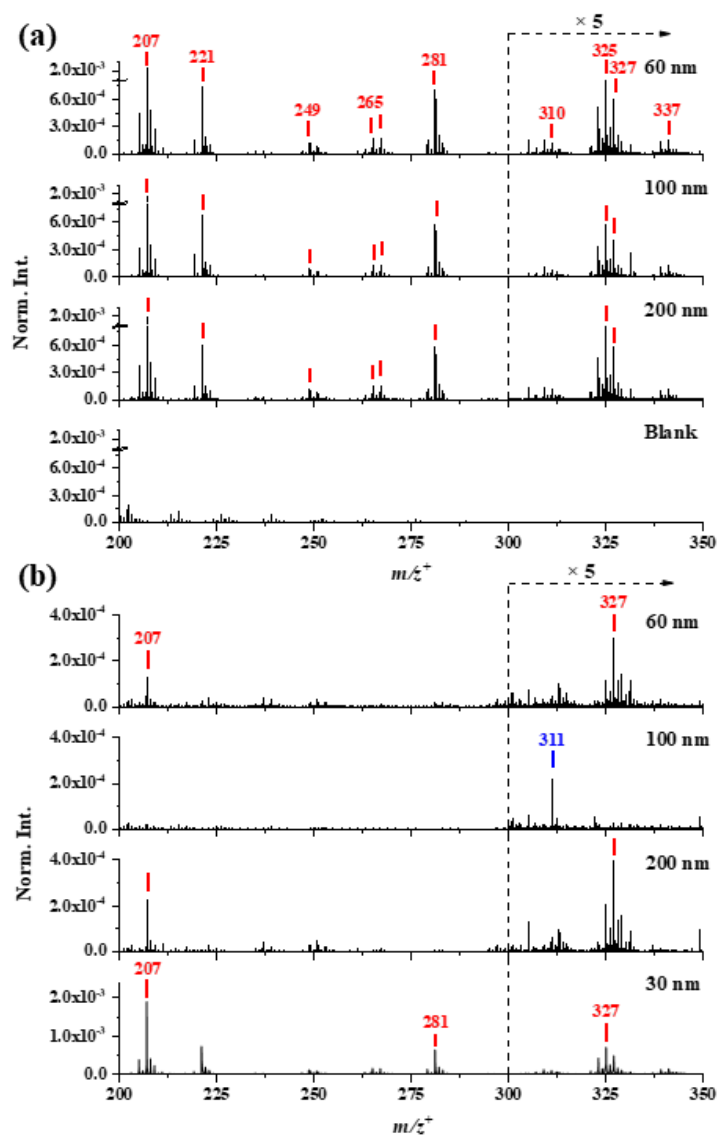 (a)
× 5
207
221
249
265
281
310
325
327
337
60 nm
2.0x10⁻³
6.0x10⁻⁴
3.0x10⁻⁴
0.0
100 nm
2.0x10⁻³
6.0x10⁻⁴
3.0x10⁻⁴
0.0
200 nm
2.0x10⁻³
6.0x10⁻⁴
3.0x10⁻⁴
0.0
Blank
2.0x10⁻³
6.0x10⁻⁴
3.0x10⁻⁴
0.0
Norm. Int.
200 225 250 275 300 325 350
m/z⁺
(b)
× 5
207
327
60 nm
4.0x10⁻⁴
2.0x10⁻⁴
0.0
311
100 nm
4.0x10⁻⁴
2.0x10⁻⁴
0.0
200 nm
4.0x10⁻⁴
2.0x10⁻⁴
0.0
207
281
327
30 nm
2.0x10⁻³
1.0x10⁻³
0.0
Norm. Int.
200 225 250 275 300 325 350
m/z⁺